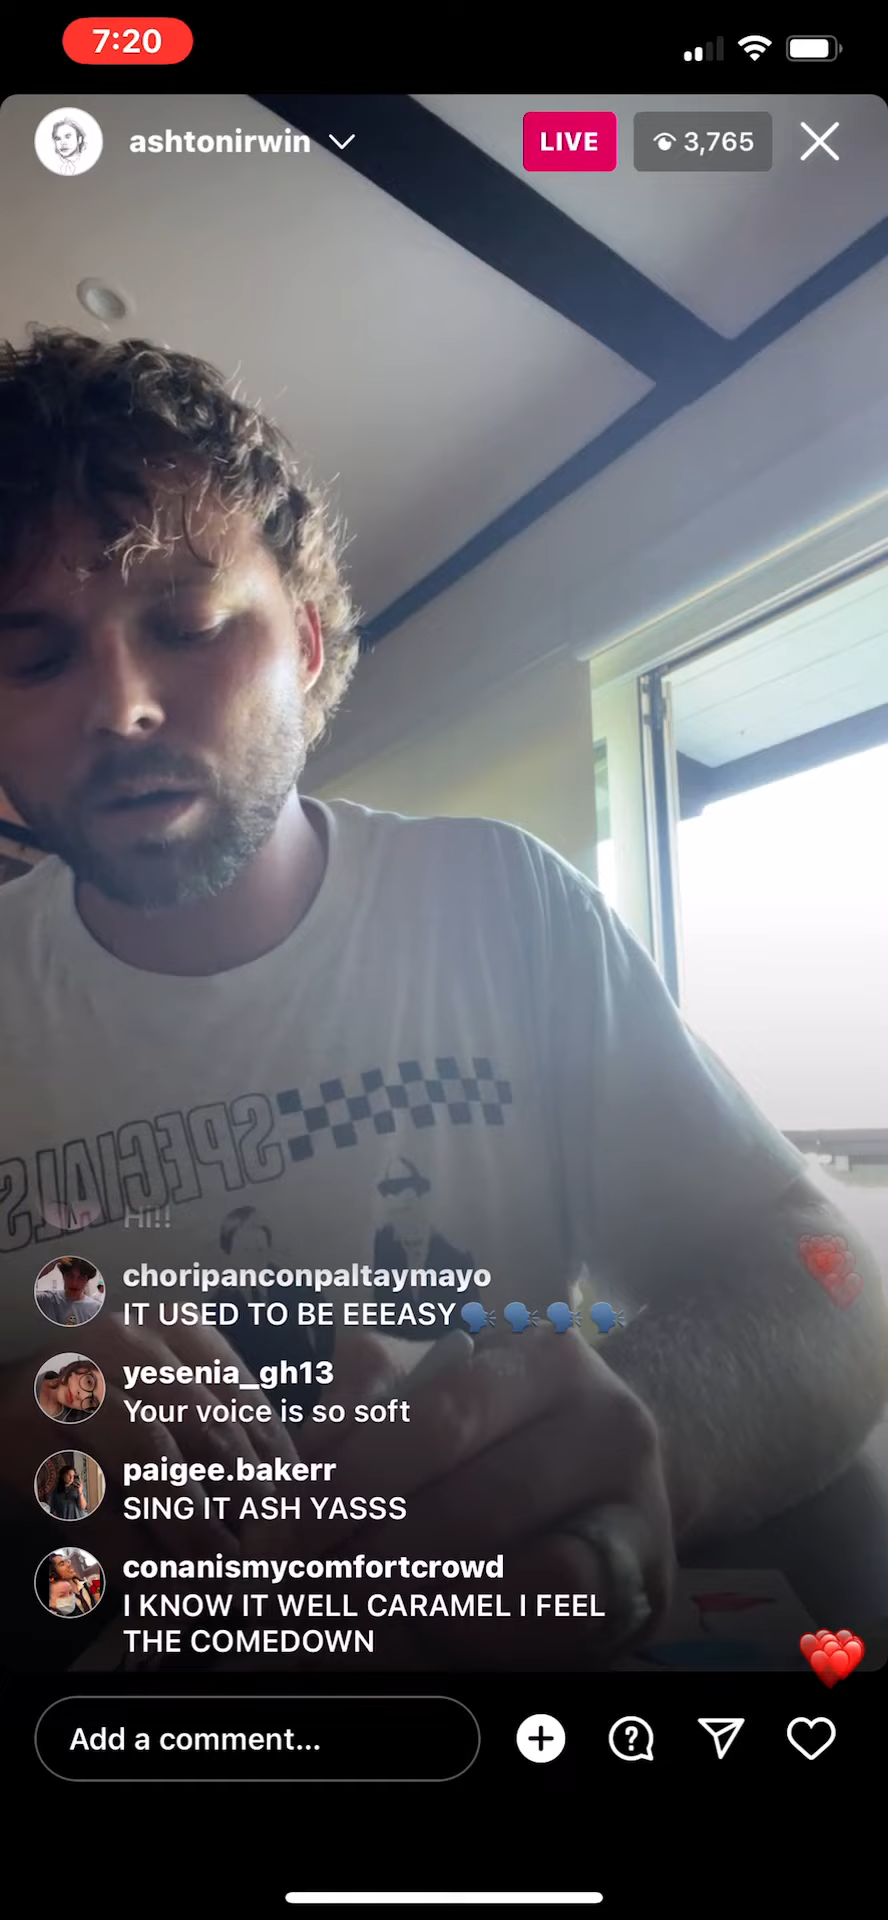 7:20
ashtonirwin
LIVE
3,765
SPECIALS
HI!!
choripanconpaltaymayo
IT USED TO BE EEEASY🗣️🗣️🗣️🗣️
yesenia_gh13
Your voice is so soft
paigee.bakerr
SING IT ASH YASSS
conanismycomfortcrowd
I KNOW IT WELL CARAMEL I FEEL
THE COMEDOWN
Add a comment...